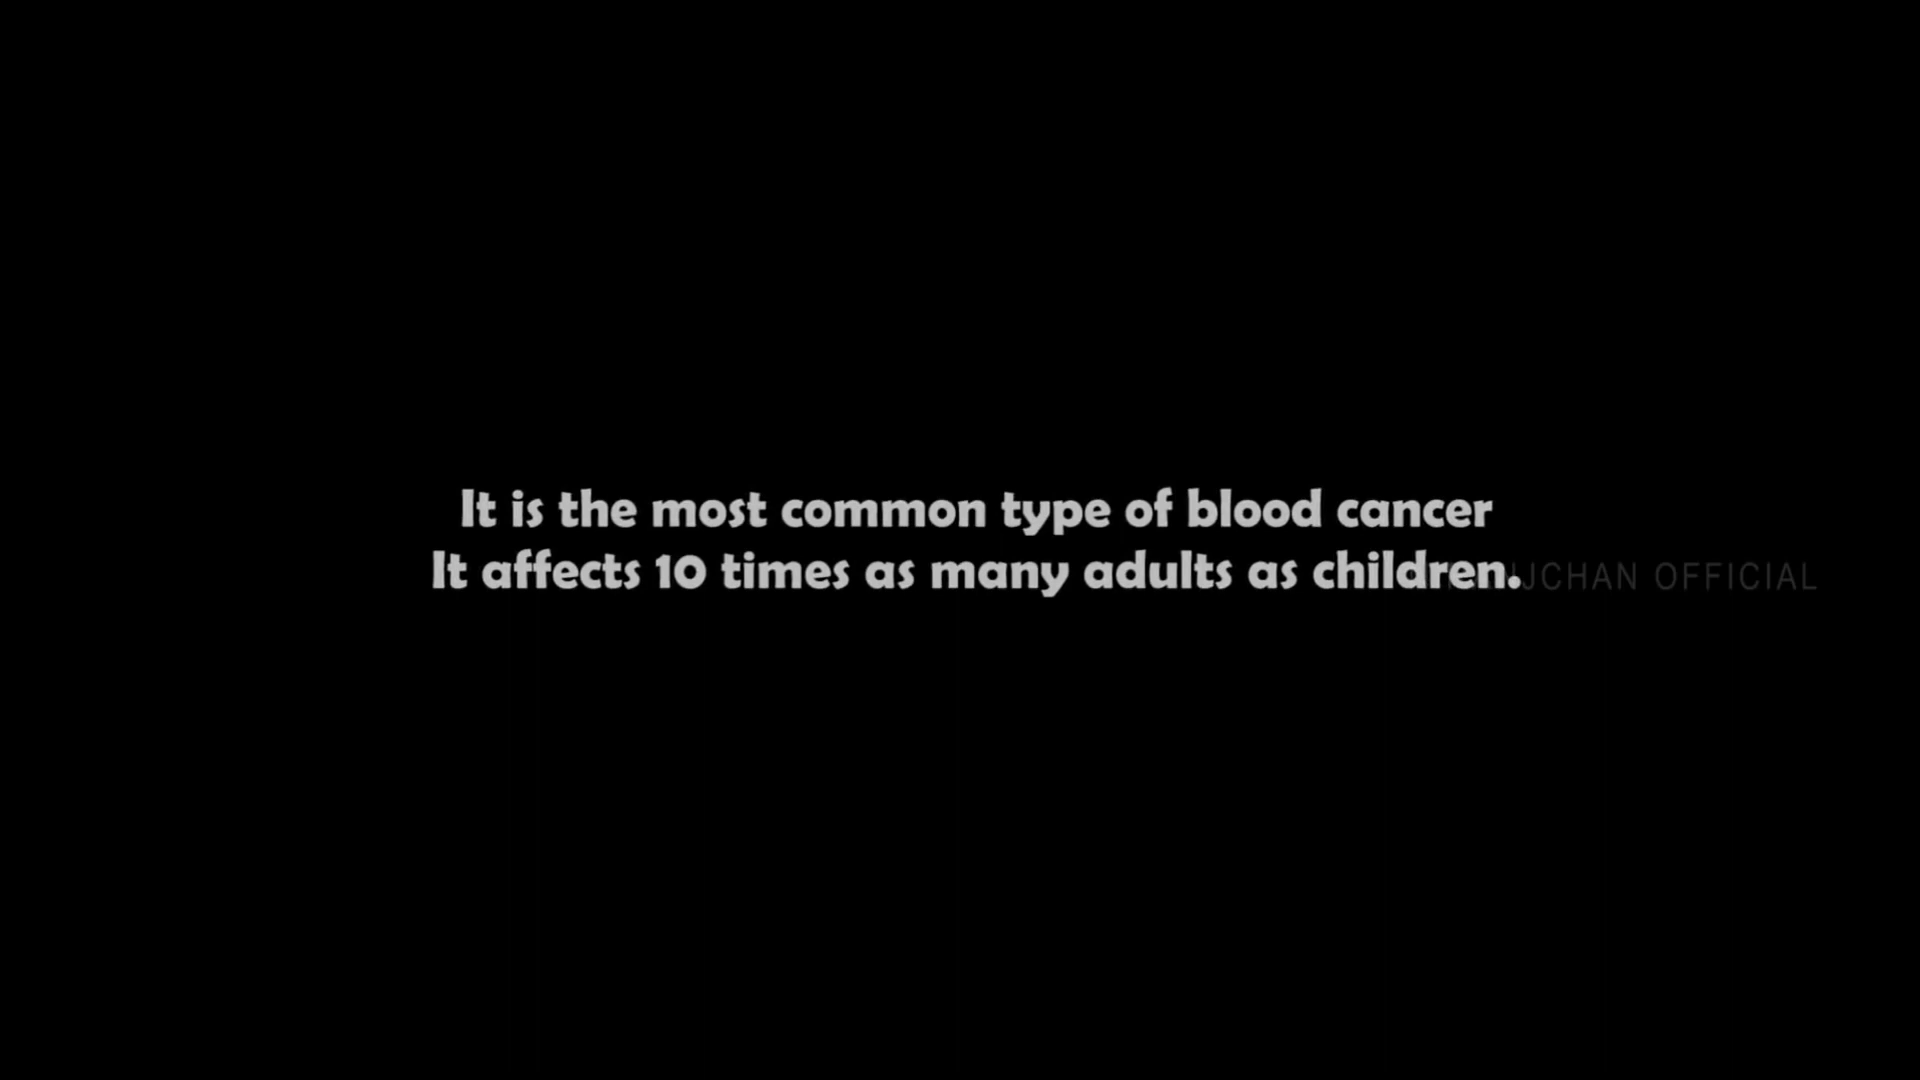 It is the most common type of blood cancer
It affects 10 times as many adults as children.
OFFICIAL